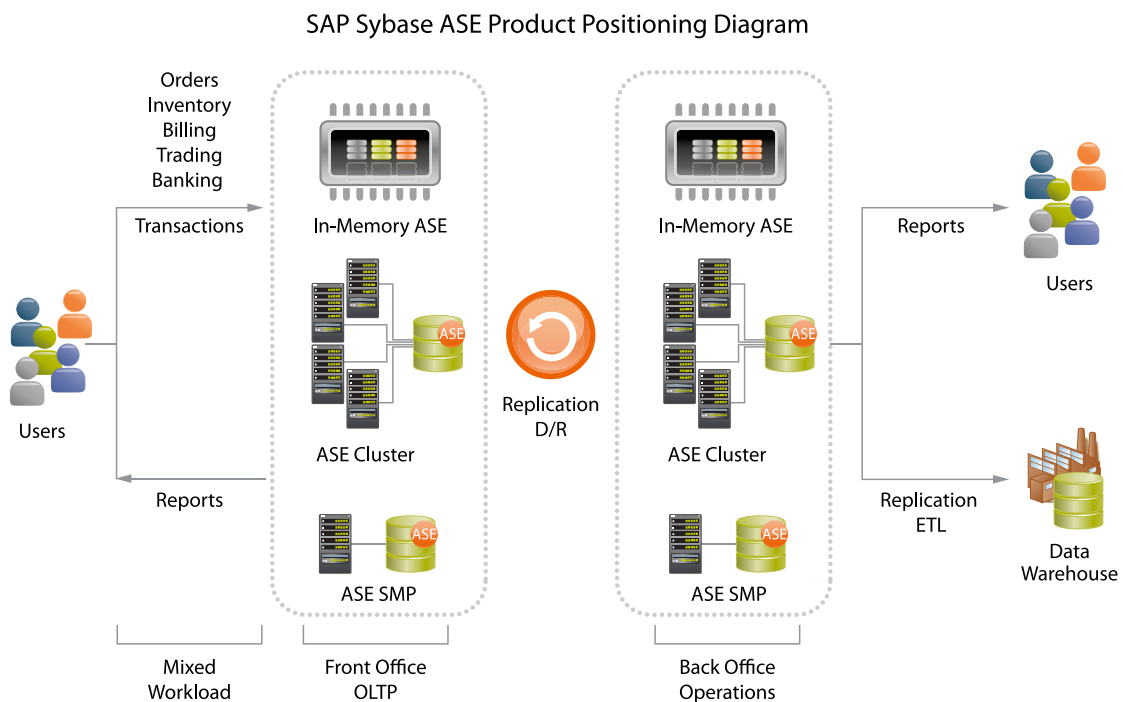 SAP Sybase ASE Product Positioning Diagram
Orders
Inventory
Billing
Trading
Banking
Transactions
Users
Reports
In-Memory ASE
ASE
ASE Cluster
ASE
ASE SMP
Replication
D/R
In-Memory ASE
ASE
ASE Cluster
ASE
ASE SMP
Reports
Users
Replication
ETL
Data
Warehouse
Mixed
Workload
Front Office
OLTP
Back Office
Operations